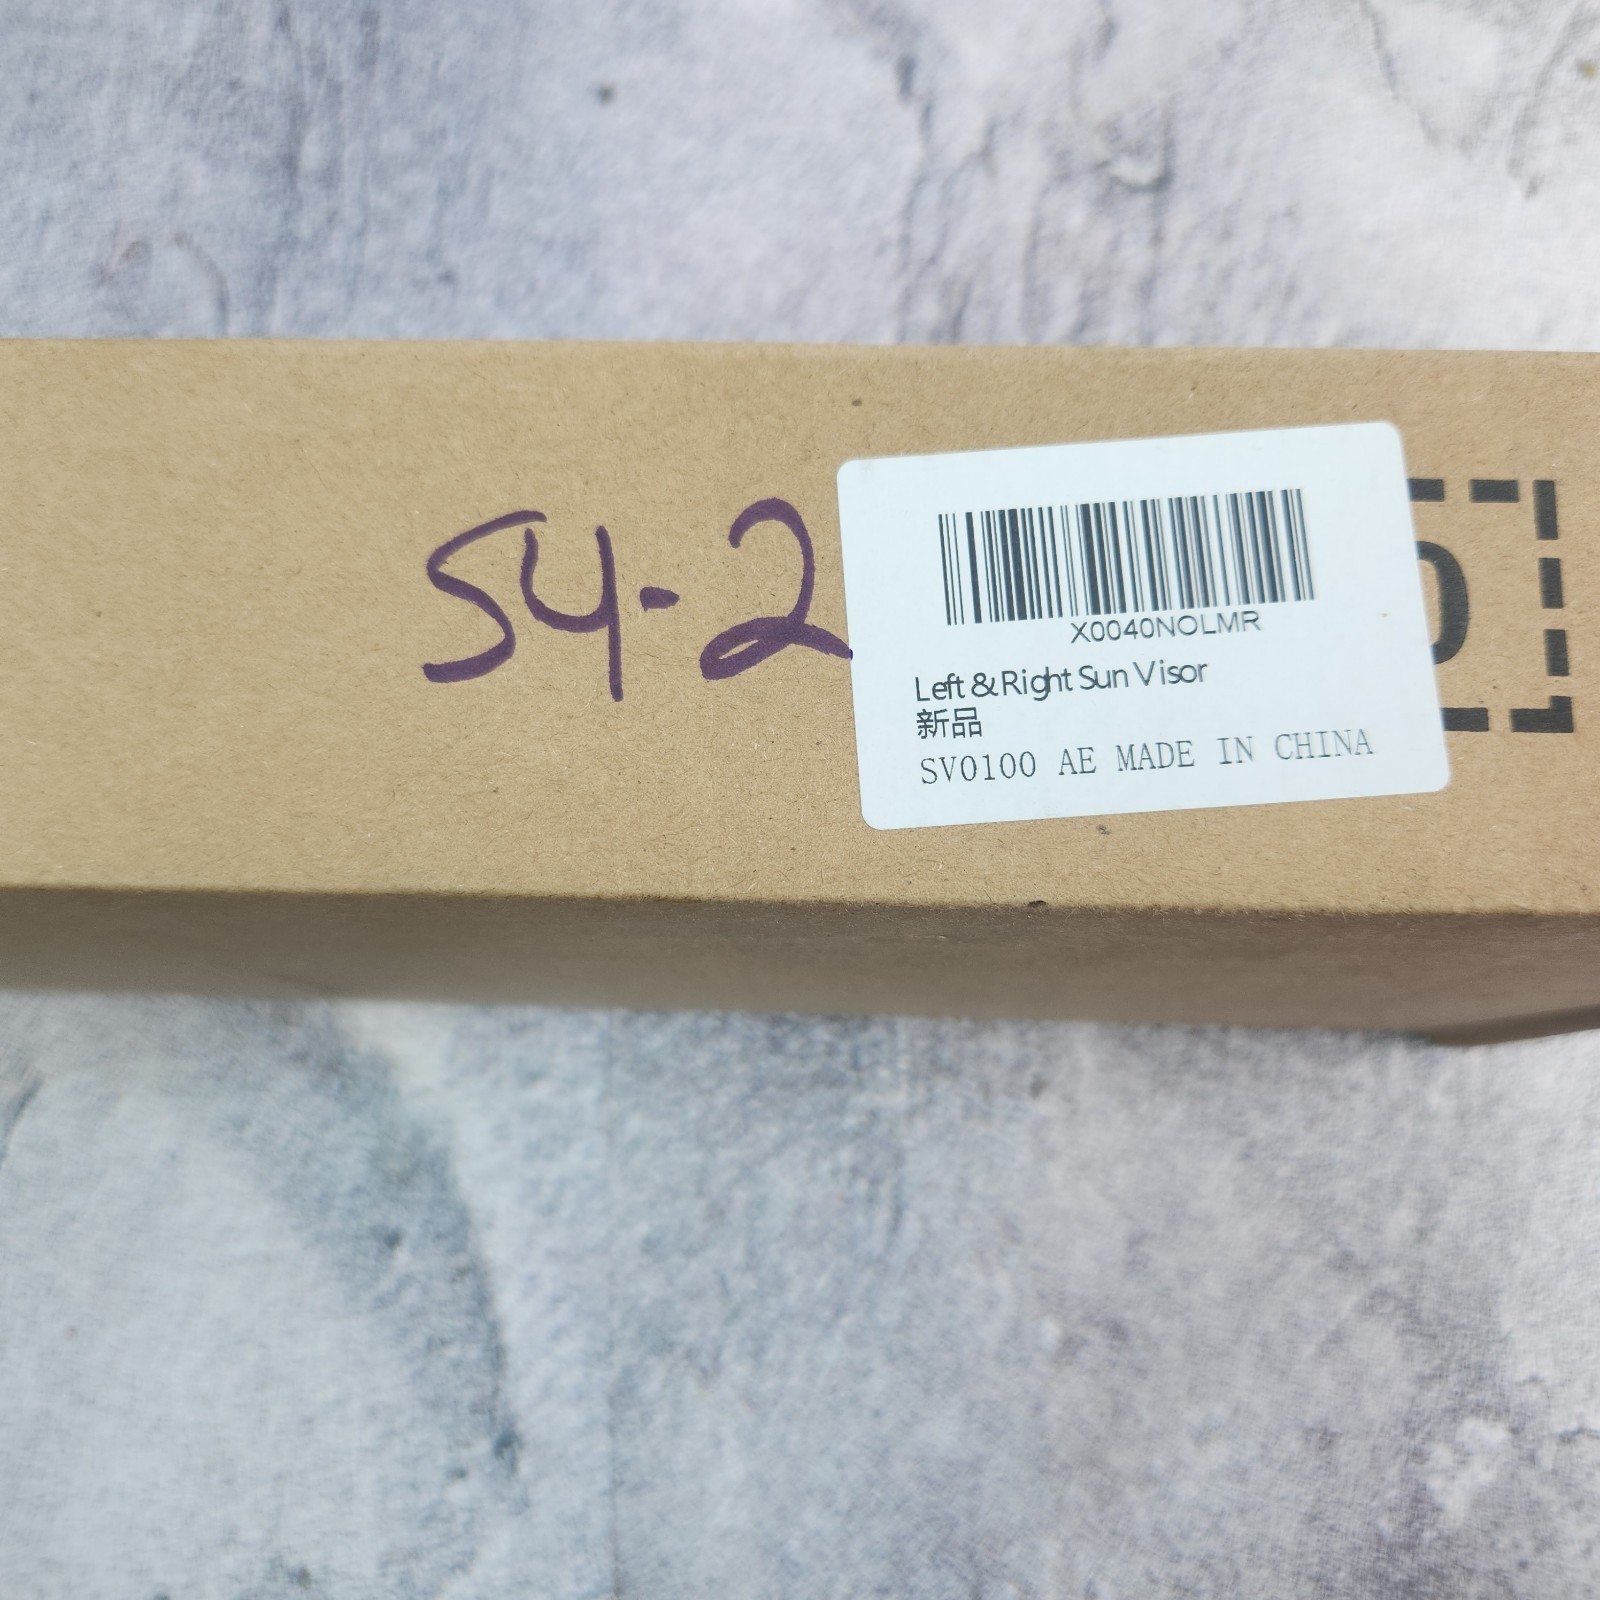 54-2
X0040NOLMR
Left & Right Sun Visor
新品
SV0100 AE MADE IN CHINA